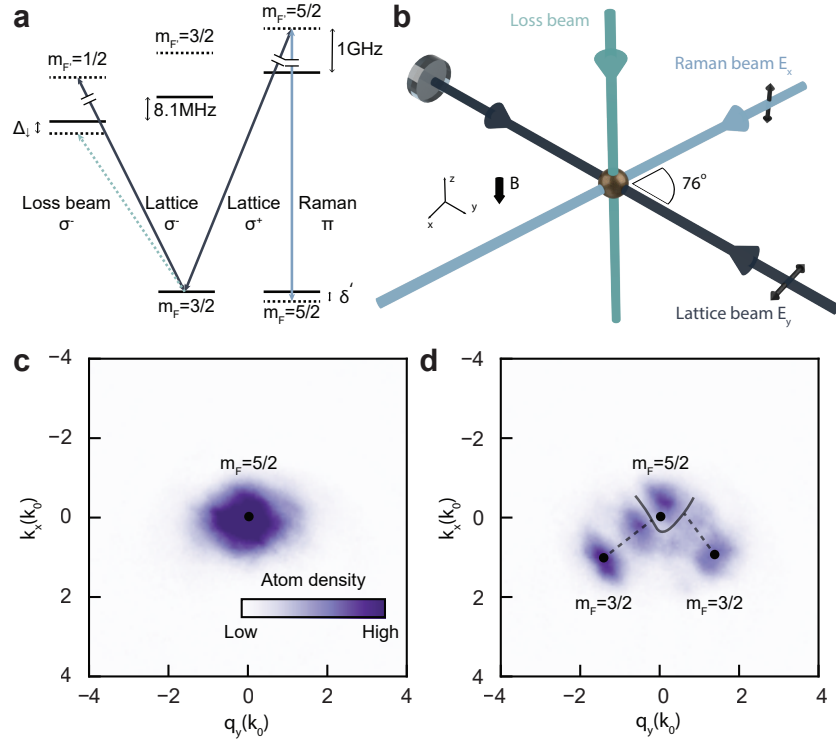 a
m_F'=1/2
m_F'=3/2
m_F'=5/2
1GHz
8.1MHz
Δ↓
Loss beam
σ-
Lattice
σ-
Lattice
σ+
Raman
π
m_F=3/2
m_F=5/2
δ'
b
Loss beam
Raman beam E_x
z
x
y
B
76°
Lattice beam E_y
c
−4
−2
0
2
4
k_x(k_0)
m_F=5/2
Atom density
Low
High
−4
−2
0
2
4
q_y(k_0)
d
−4
−2
0
2
4
k_x(k_0)
m_F=5/2
m_F=3/2
m_F=3/2
−4
−2
0
2
4
q_y(k_0)